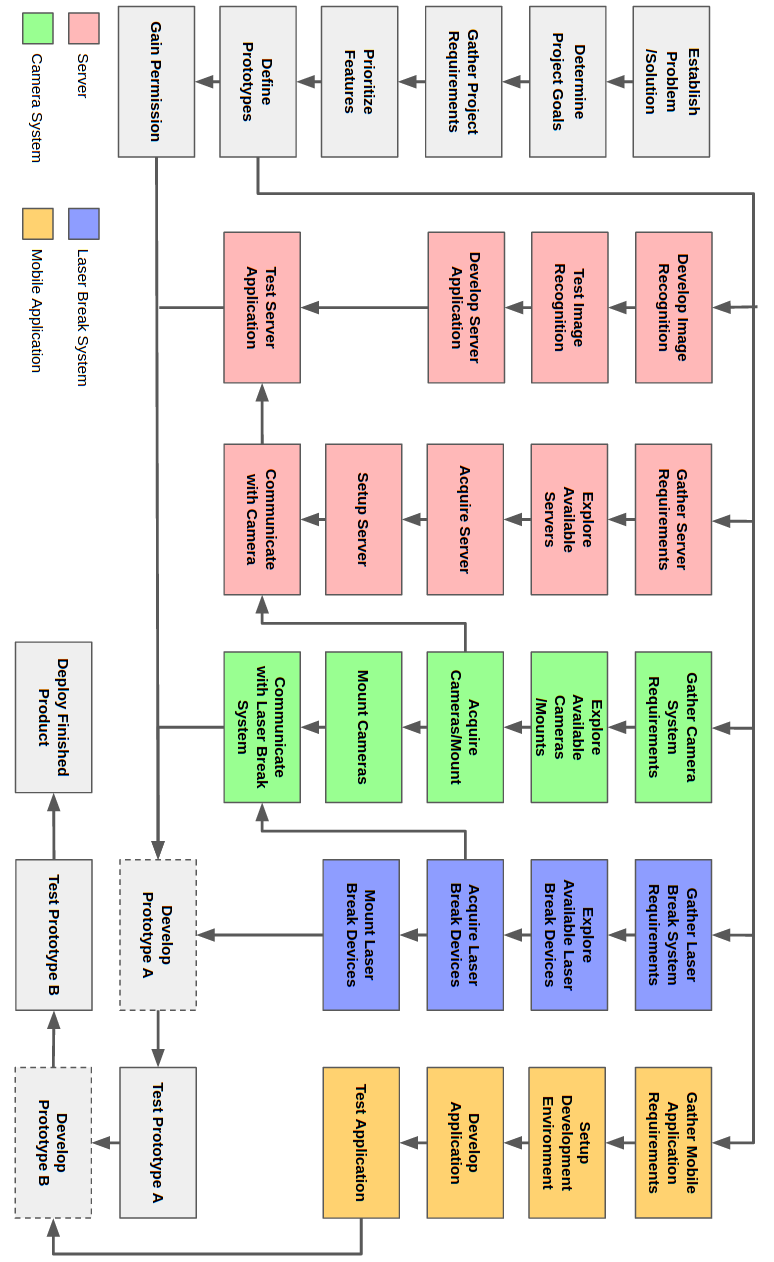 Establish
Problem
/Solution
Determine
Project Goals
Gather Project
Requirements
Prioritize
Features
Define
Prototypes
Gain Permission
Develop Image
Recognition
Test Image
Recognition
Develop Server
Application
Test Server
Application
Gather Server
Requirements
Explore
Available
Servers
Acquire Server
Setup Server
Communicate
with Camera
Gather Camera
System
Requirements
Explore
Available
Cameras
/Mounts
Acquire
Cameras/Mount
Mount Cameras
Communicate
with Laser Break
System
Gather Laser
Break System
Requirements
Explore
Available Laser
Break Devices
Acquire Laser
Break Devices
Mount Laser
Break Devices
Develop
Prototype A
Gather Mobile
Application
Requirements
Setup
Development
Environment
Develop
Application
Test Application
Test Prototype A
Develop
Prototype B
Test Prototype B
Deploy Finished
Product
Server
Laser Break System
Camera System
Mobile Application